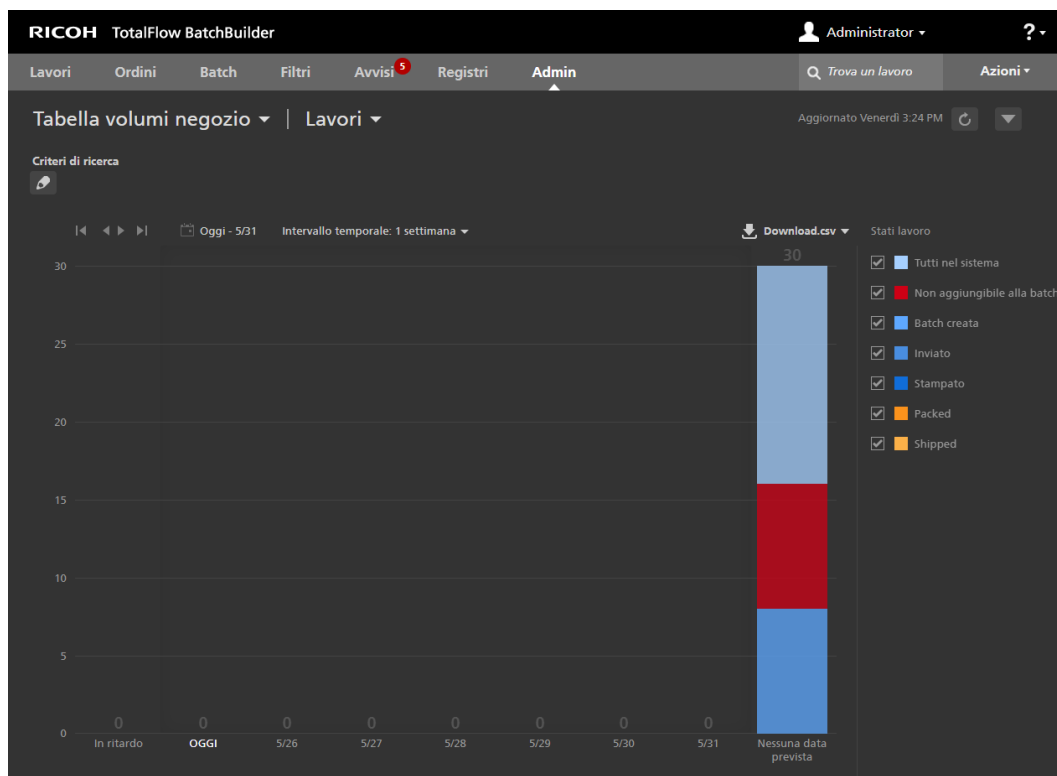 RICOH TotalFlow BatchBuilder Administrator ?
Lavori Ordini Batch Filtri Avvisi 5 Registri Admin Trova un lavoro Azioni
Tabella volumi negozio | Lavori Aggiornato Venerdì 3:24 PM
Criteri di ricerca
Oggi - 5/31 Intervallo temporale: 1 settimana Download.csv Stati lavoro
30
30
Tutti nel sistema
Non aggiungibile alla batch
Batch creata
25
Inviato
Stampato
20
Packed
Shipped
15
10
5
0 0 0 0 0 0 0 0
0
In ritardo OGGI 5/26 5/27 5/28 5/29 5/30 5/31 Nessuna data
prevista